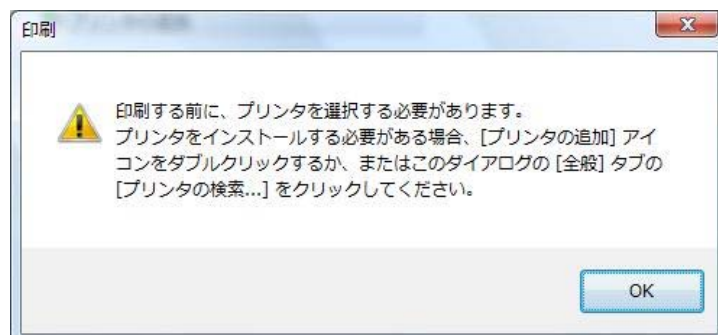 印刷
印刷する前に、プリンタを選択する必要があります。
プリンタをインストールする必要がある場合、[プリンタの追加] アイ
コンをダブルクリックするか、またはこのダイアログの [全般] タブの
[プリンタの検索...] をクリックしてください。
OK